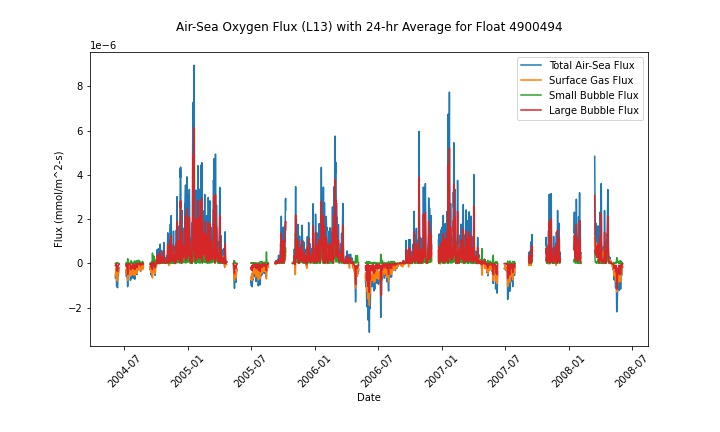 Air-Sea Oxygen Flux (L13) with 24-hr Average for Float 4900494
1e−6
Total Air-Sea Flux
Surface Gas Flux
Small Bubble Flux
Large Bubble Flux
8
6
4
2
0
−2
Flux (mmol/m^2-s)
2004-07
2005-01
2005-07
2006-01
2006-07
2007-01
2007-07
2008-01
2008-07
Date